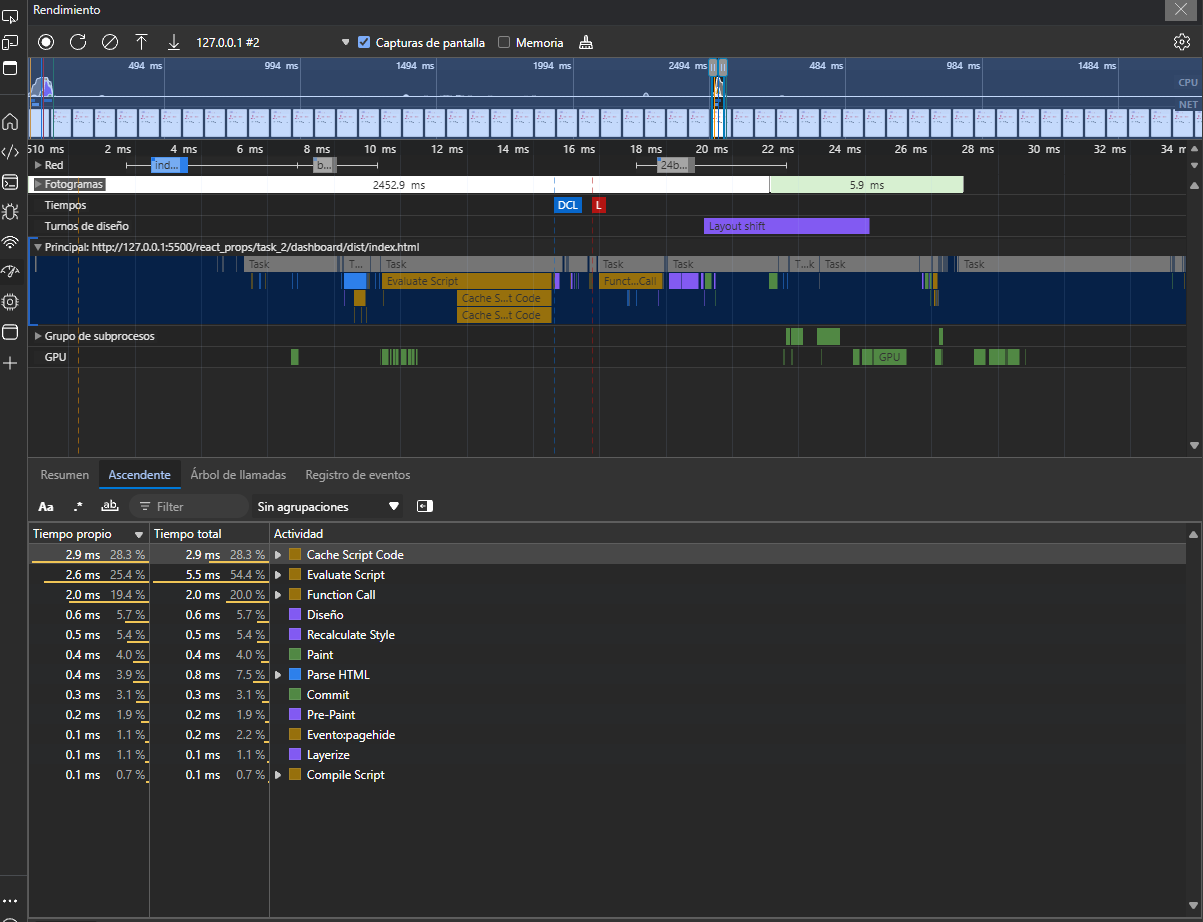 Rendimiento
127.0.0.1 #2 Capturas de pantalla Memoria
494 ms 994 ms 1494 ms 1994 ms 2494 ms 484 ms 984 ms 1484 ms
CPU
NET
510 ms 2 ms 4 ms 6 ms 8 ms 10 ms 12 ms 14 ms 16 ms 18 ms 20 ms 22 ms 24 ms 26 ms 28 ms 30 ms 32 ms 34 m
Red ind... b... 24b...
Fotogramas 2452.9 ms 5.9 ms
Tiempos DCL L
Turnos de diseño Layout shift
Principal: http://127.0.0.1:5500/react_props/task_2/dashboard/dist/index.html
Task T... Task Task Task T...k Task Task
Evaluate Script Funct...Call
Cache S...t Code
Cache S...t Code
Grupo de subprocesos
GPU GPU
Resumen Ascendente Árbol de llamadas Registro de eventos
Aa .* ab Filter Sin agrupaciones
Tiempo propio Tiempo total Actividad
2.9 ms 28.3 % 2.9 ms 28.3 % Cache Script Code
2.6 ms 25.4 % 5.5 ms 54.4 % Evaluate Script
2.0 ms 19.4 % 2.0 ms 20.0 % Function Call
0.6 ms 5.7 % 0.6 ms 5.7 % Diseño
0.5 ms 5.4 % 0.5 ms 5.4 % Recalculate Style
0.4 ms 4.0 % 0.4 ms 4.0 % Paint
0.4 ms 3.9 % 0.8 ms 7.5 % Parse HTML
0.3 ms 3.1 % 0.3 ms 3.1 % Commit
0.2 ms 1.9 % 0.2 ms 1.9 % Pre-Paint
0.1 ms 1.1 % 0.2 ms 2.2 % Evento:pagehide
0.1 ms 1.1 % 0.1 ms 1.1 % Layerize
0.1 ms 0.7 % 0.1 ms 0.7 % Compile Script